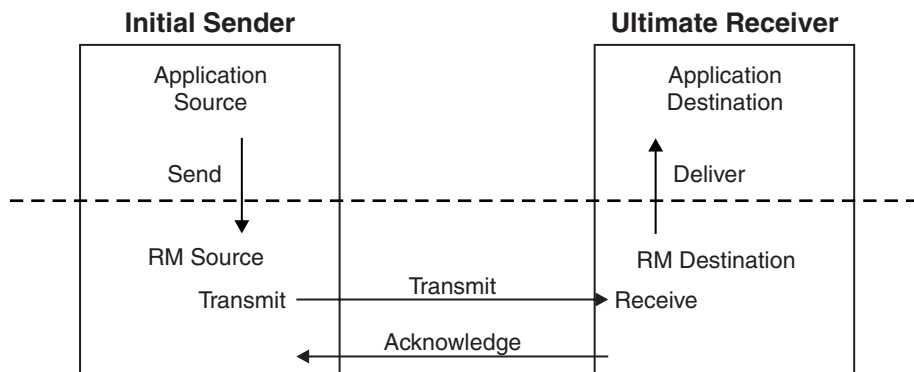 Initial Sender
Ultimate Receiver
Application
Source
Application
Destination
Send
Deliver
RM Source
RM Destination
Transmit
Transmit
Receive
Acknowledge